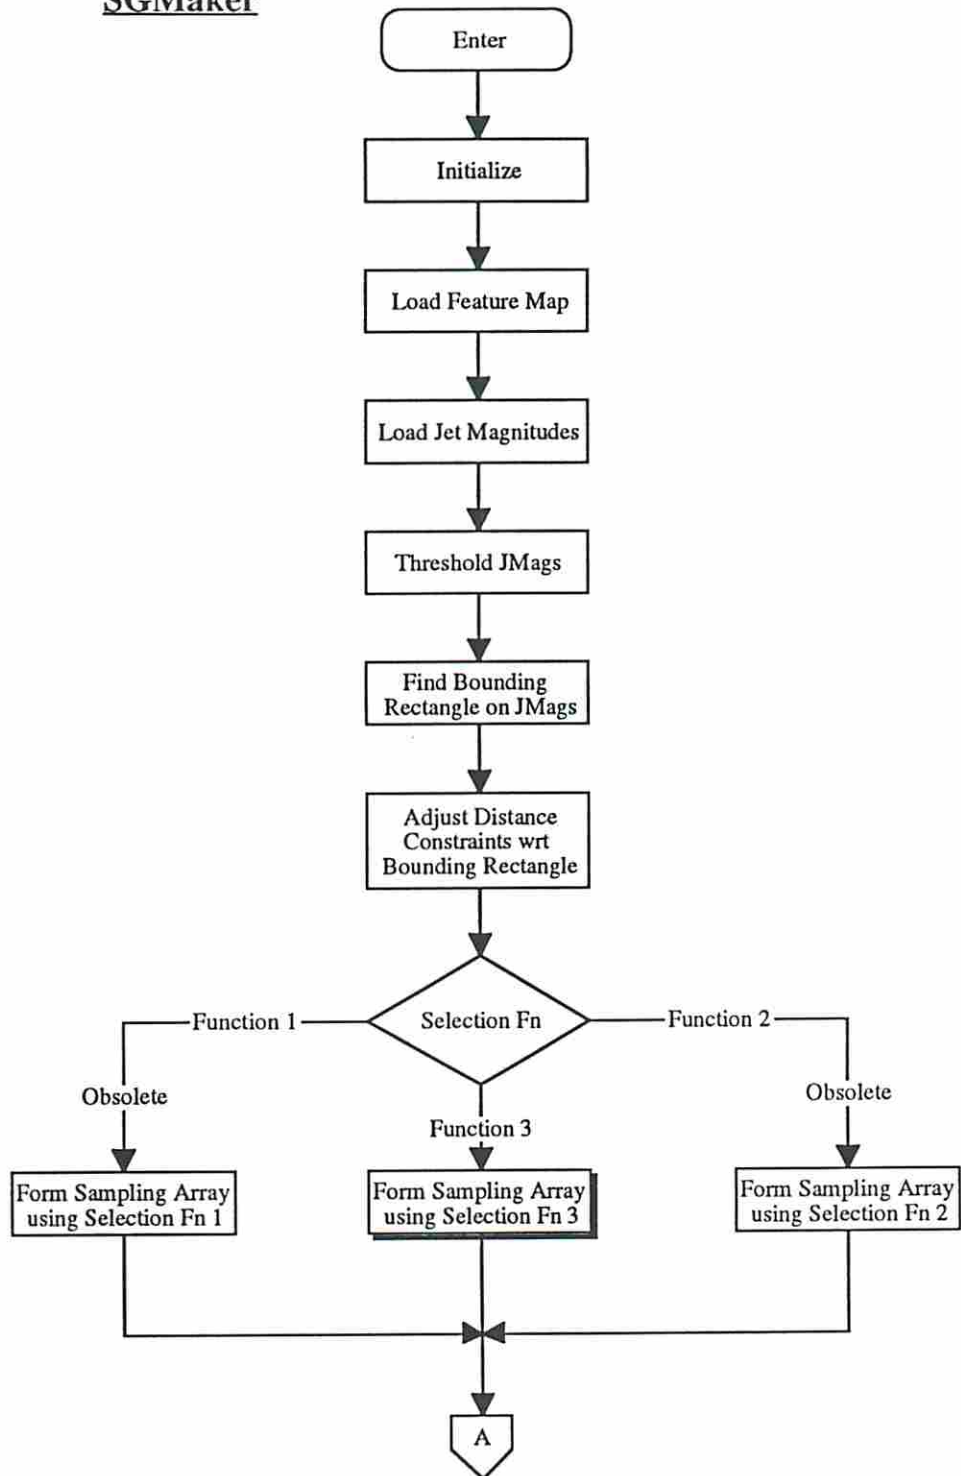 SGMaker
Enter
Initialize
Load Feature Map
Load Jet Magnitudes
Threshold JMags
Find Bounding
Rectangle on JMags
Adjust Distance
Constraints wrt
Bounding Rectangle
Function 1
Selection Fn
Function 2
Obsolete
Obsolete
Function 3
Form Sampling Array
using Selection Fn 1
Form Sampling Array
using Selection Fn 3
Form Sampling Array
using Selection Fn 2
A